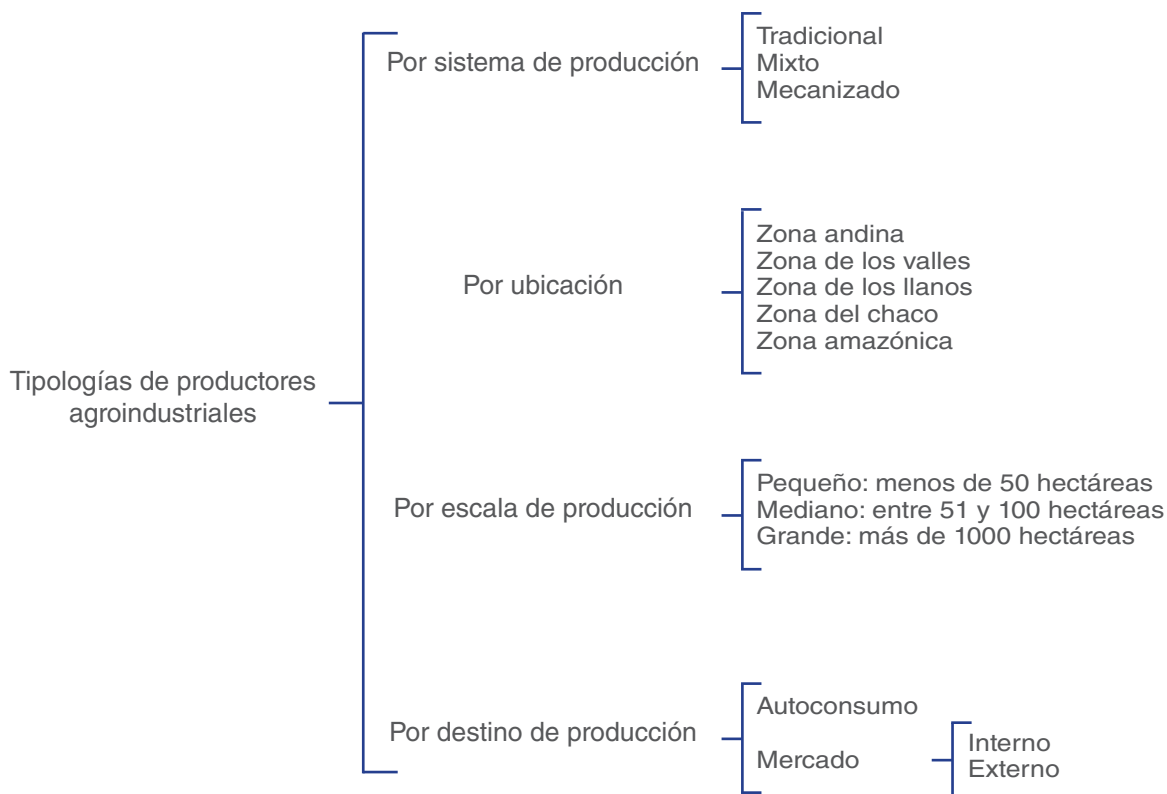 Tipologías de productores
agroindustriales
Por sistema de producción
Tradicional
Mixto
Mecanizado
Por ubicación
Zona andina
Zona de los valles
Zona de los llanos
Zona del chaco
Zona amazónica
Por escala de producción
Pequeño: menos de 50 hectáreas
Mediano: entre 51 y 100 hectáreas
Grande: más de 1000 hectáreas
Por destino de producción
Autoconsumo
Mercado
Interno
Externo